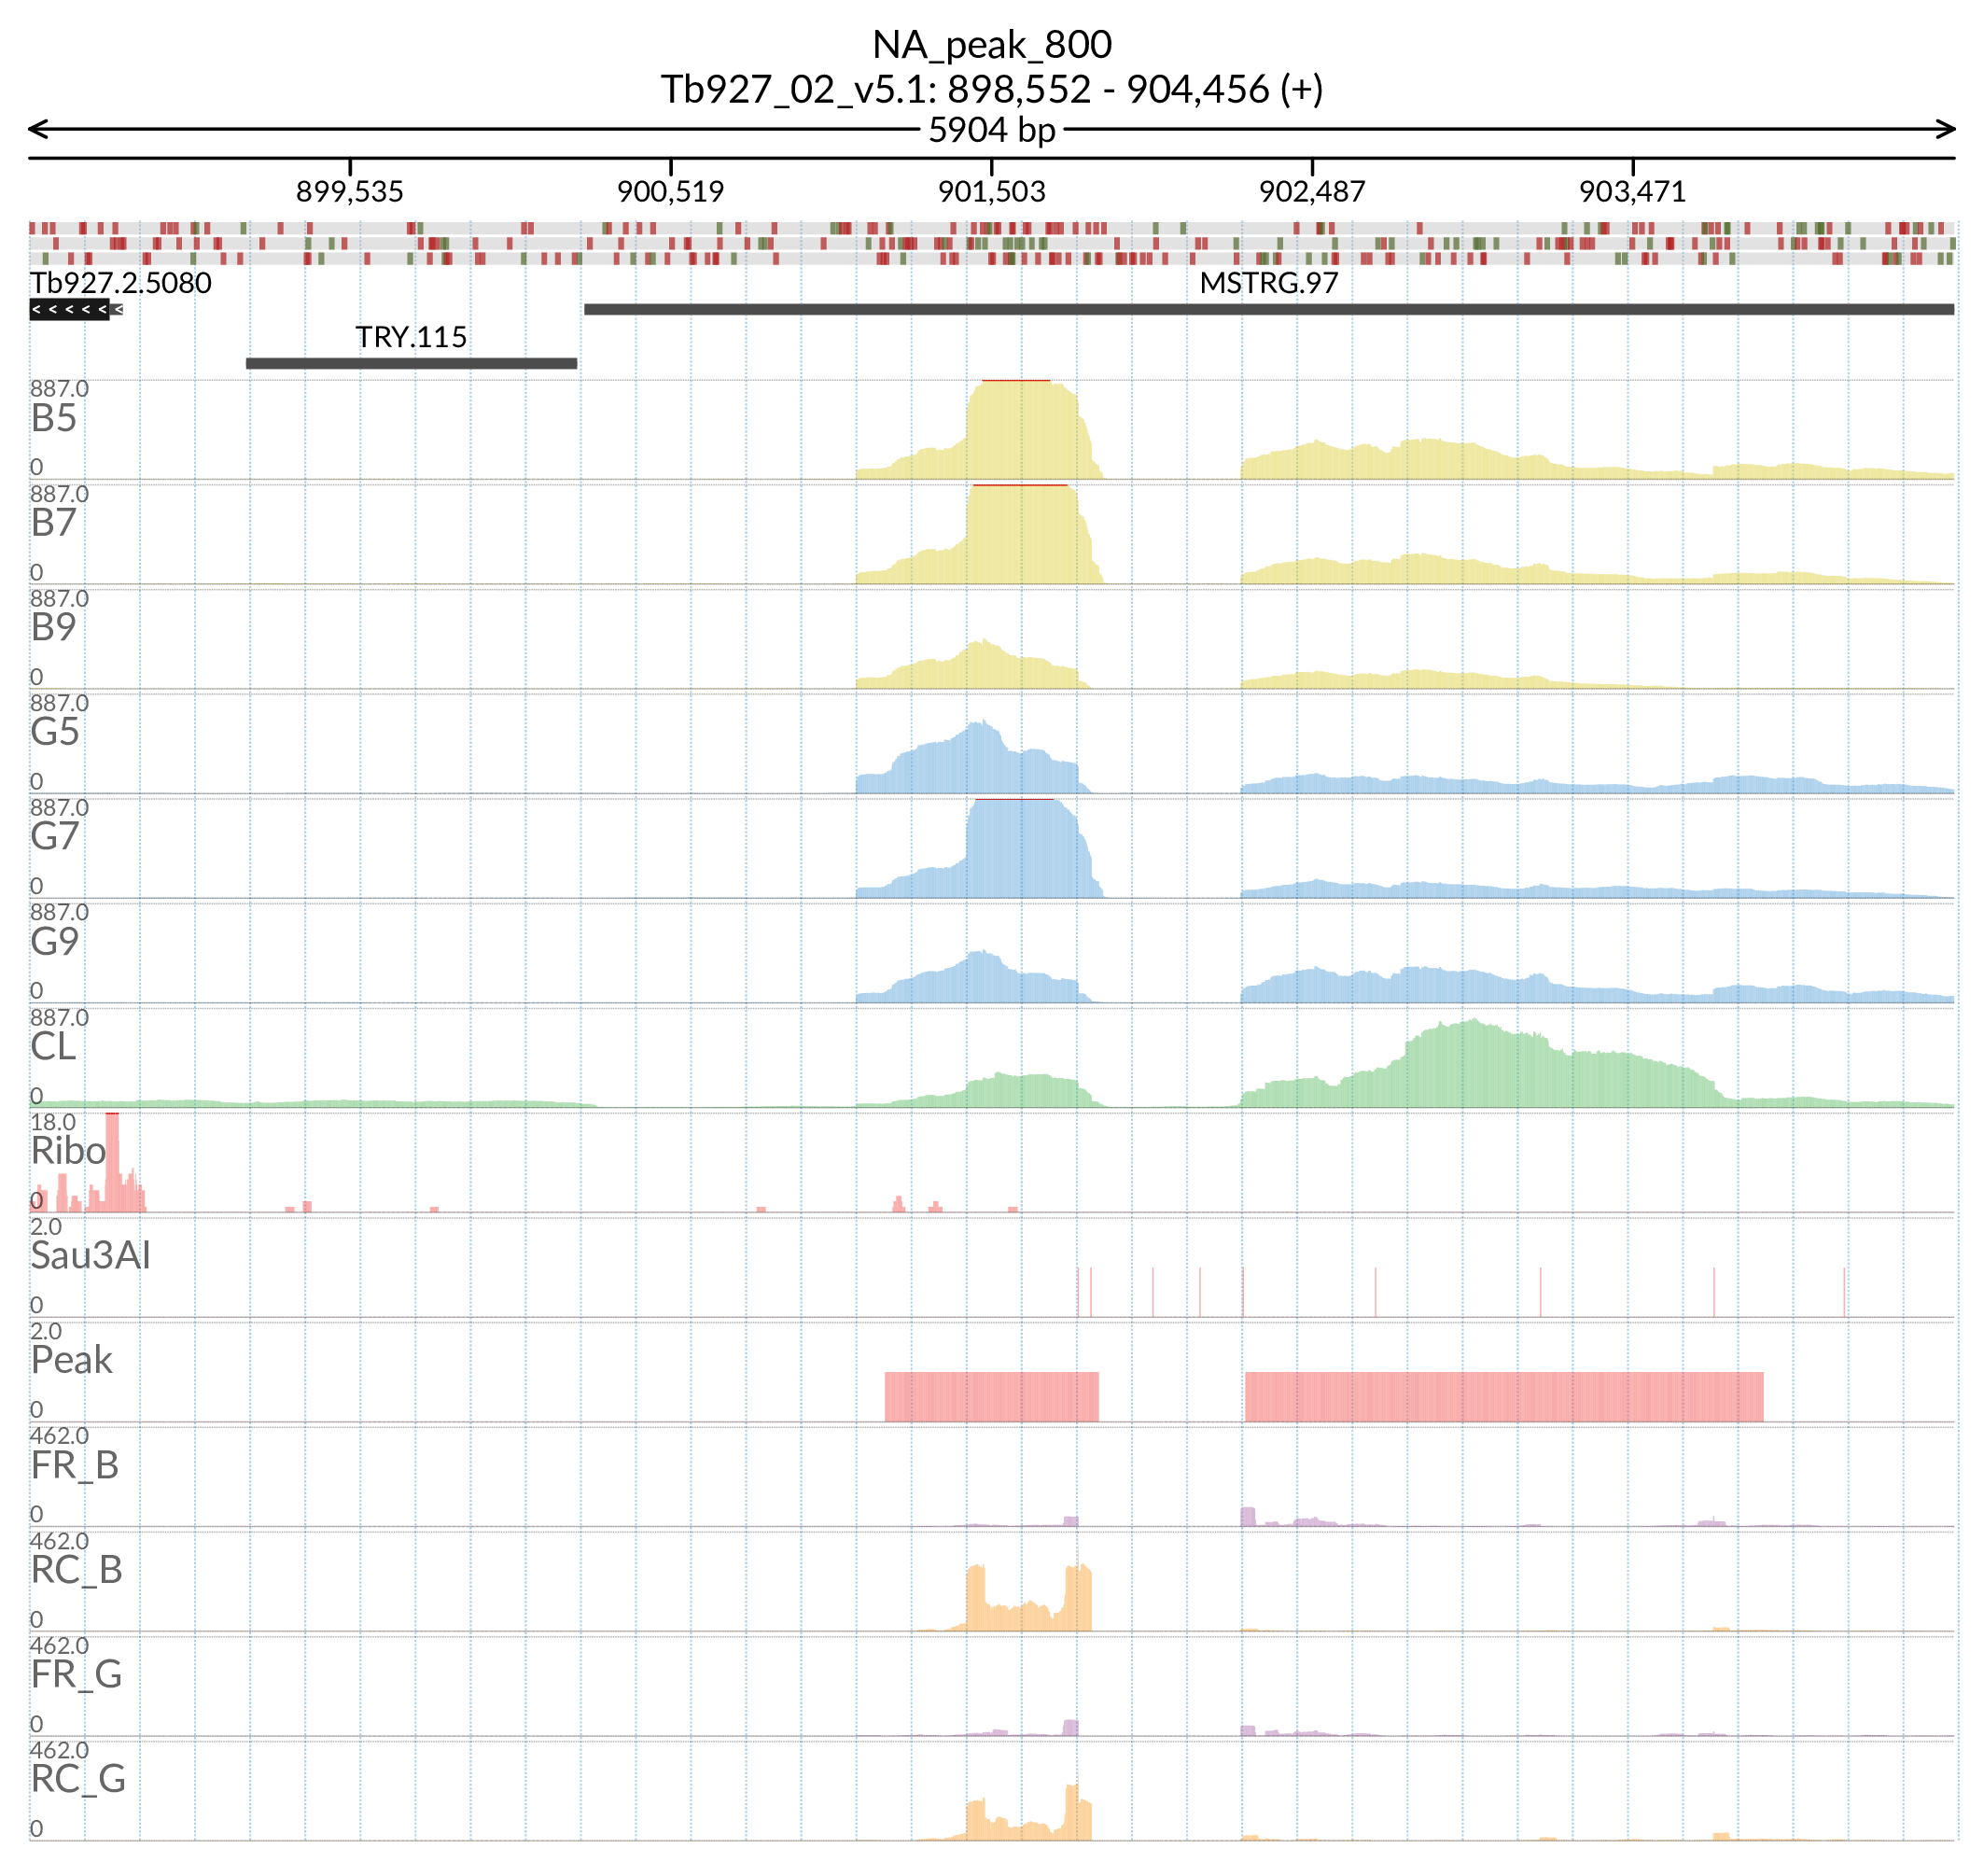 NA_peak_800
Tb927_02_v5.1: 898,552 - 904,456 (+)
5904 bp
899,535 900,519 901,503 902,487 903,471
Tb927.2.5080 MSTRG.97
< < < < < <
TRY.115
887.0
B5
0
887.0
B7
0
887.0
B9
0
887.0
G5
0
887.0
G7
0
887.0
G9
0
887.0
CL
0
18.0
Ribo
0
2.0
Sau3AI
0
2.0
Peak
0
462.0
FR_B
0
462.0
RC_B
0
462.0
FR_G
0
462.0
RC_G
0